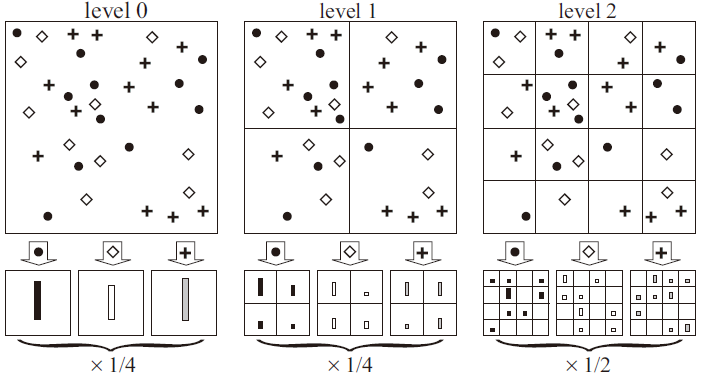 level 0
level 1
level 2
× 1/4
× 1/4
× 1/2